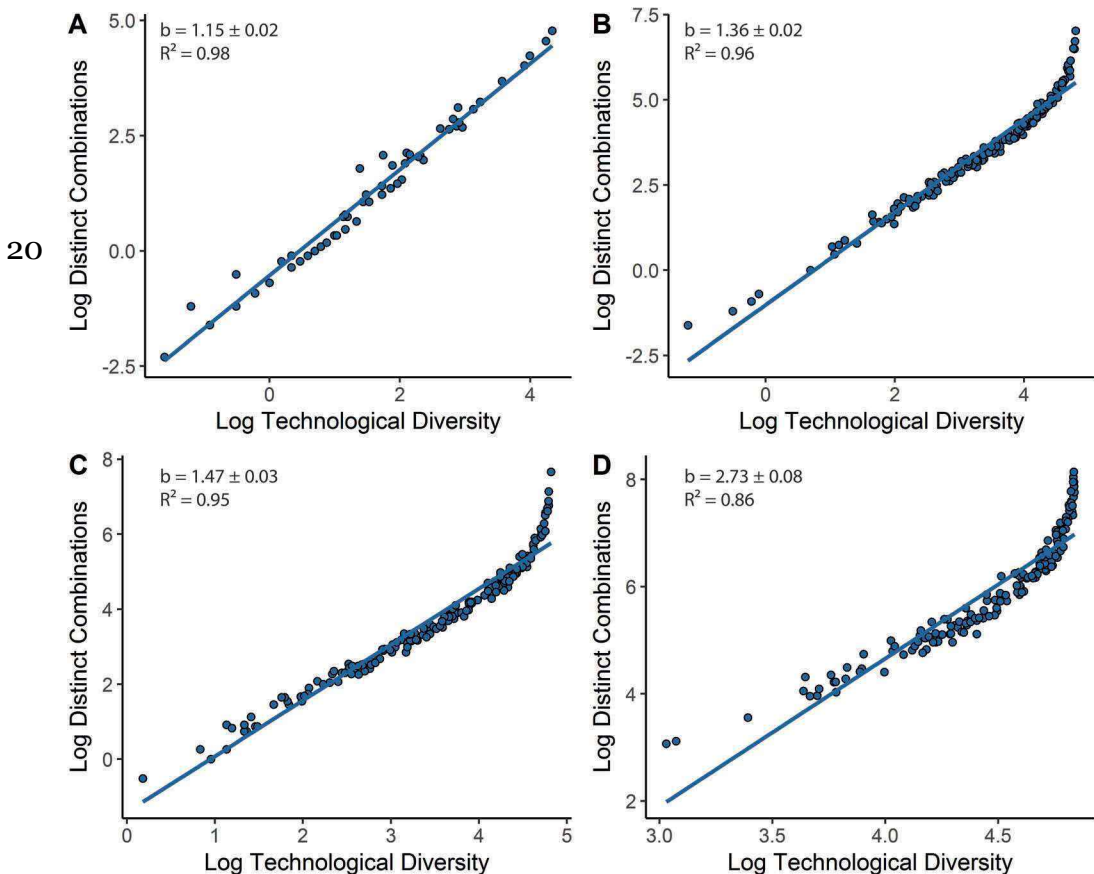 A
b = 1.15 ± 0.02
R² = 0.98
5.0
2.5
0.0
-2.5
Log Distinct Combinations
0 2 4
Log Technological Diversity
B
b = 1.36 ± 0.02
R² = 0.96
7.5
5.0
2.5
0.0
-2.5
Log Distinct Combinations
0 2 4
Log Technological Diversity
20
C
b = 1.47 ± 0.03
R² = 0.95
8
6
4
2
0
Log Distinct Combinations
0 1 2 3 4 5
Log Technological Diversity
D
b = 2.73 ± 0.08
R² = 0.86
8
6
4
2
Log Distinct Combinations
3.0 3.5 4.0 4.5
Log Technological Diversity